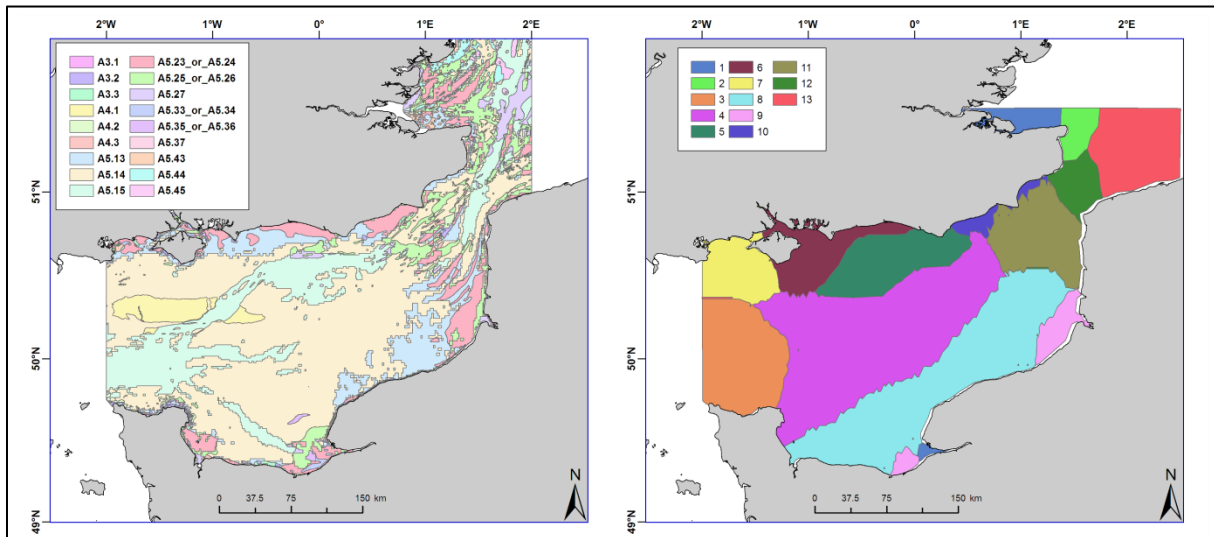 2°W 1°W 0° 1°E 2°E
A3.1 A5.23_or_A5.24
A3.2 A5.25_or_A5.26
A3.3 A5.27
A4.1 A5.33_or_A5.34
A4.2 A5.35_or_A5.36
A4.3 A5.37
A5.13 A5.43
A5.14 A5.44
A5.15 A5.45
51°N
50°N
49°N
0 37.5 75 150 km
N
2°W 1°W 0° 1°E 2°E
1 6 11
2 7 12
3 8 13
4 9
5 10
51°N
50°N
49°N
0 37.5 75 150 km
N